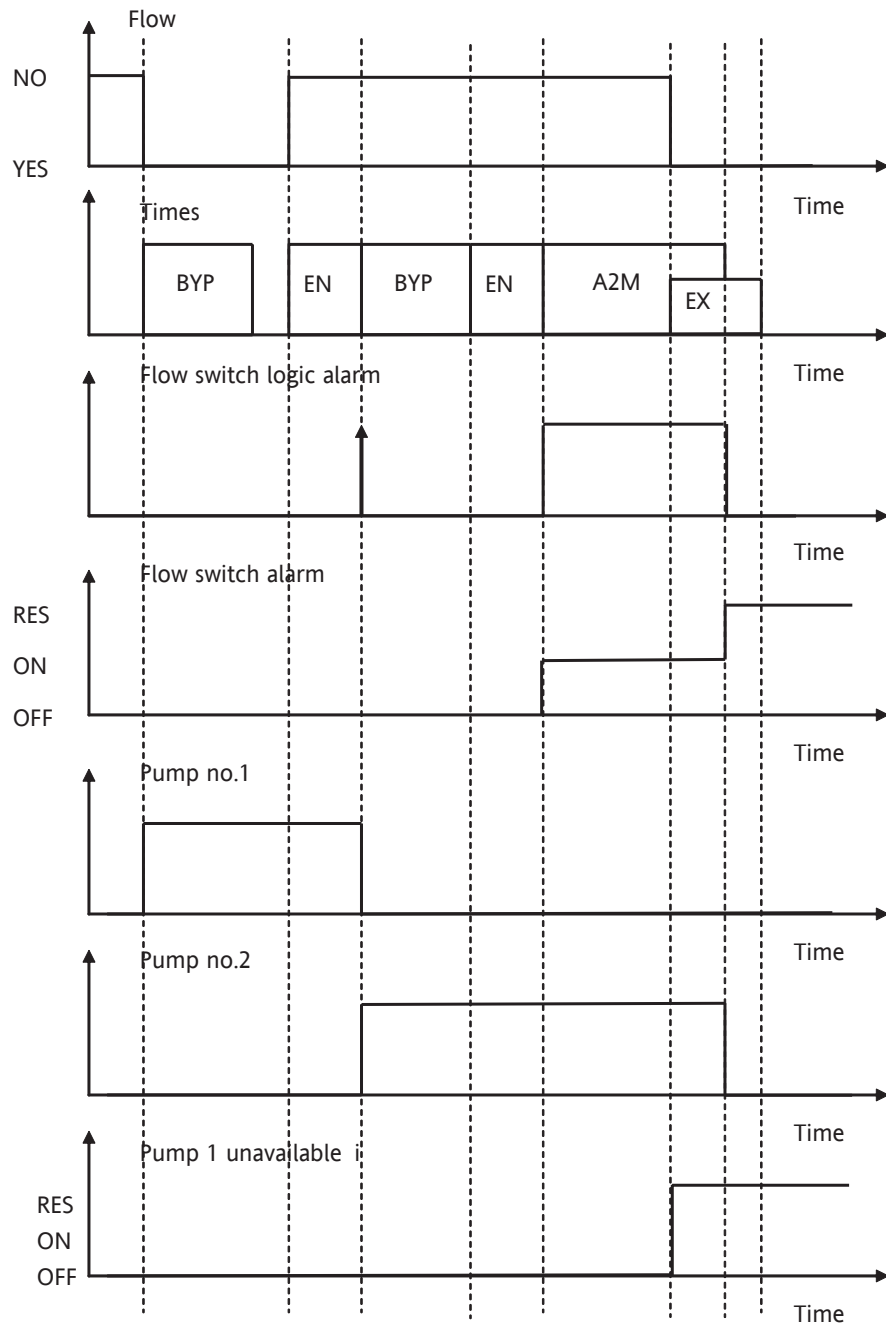 Flow
NO
YES
Time
Times
BYP
EN
BYP
EN
A2M
EX
Time
Flow switch logic alarm
Time
Flow switch alarm
RES
ON
OFF
Time
Pump no.1
Time
Pump no.2
Time
Pump 1 unavailable i
RES
ON
OFF
Time